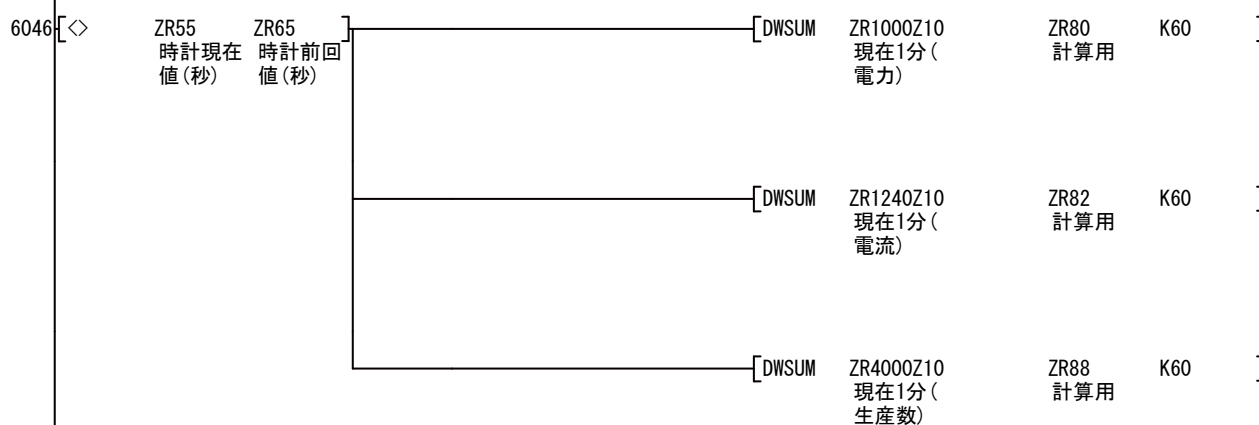 6046 <> ZR55 ZR65 DWSUM ZR1000Z10 ZR80 K60
時計現在 時計前回 現在1分( 計算用
値(秒) 値(秒) 電力)
DWSUM ZR1240Z10 ZR82 K60
現在1分( 計算用
電流)
DWSUM ZR4000Z10 ZR88 K60
現在1分( 計算用
生産数)